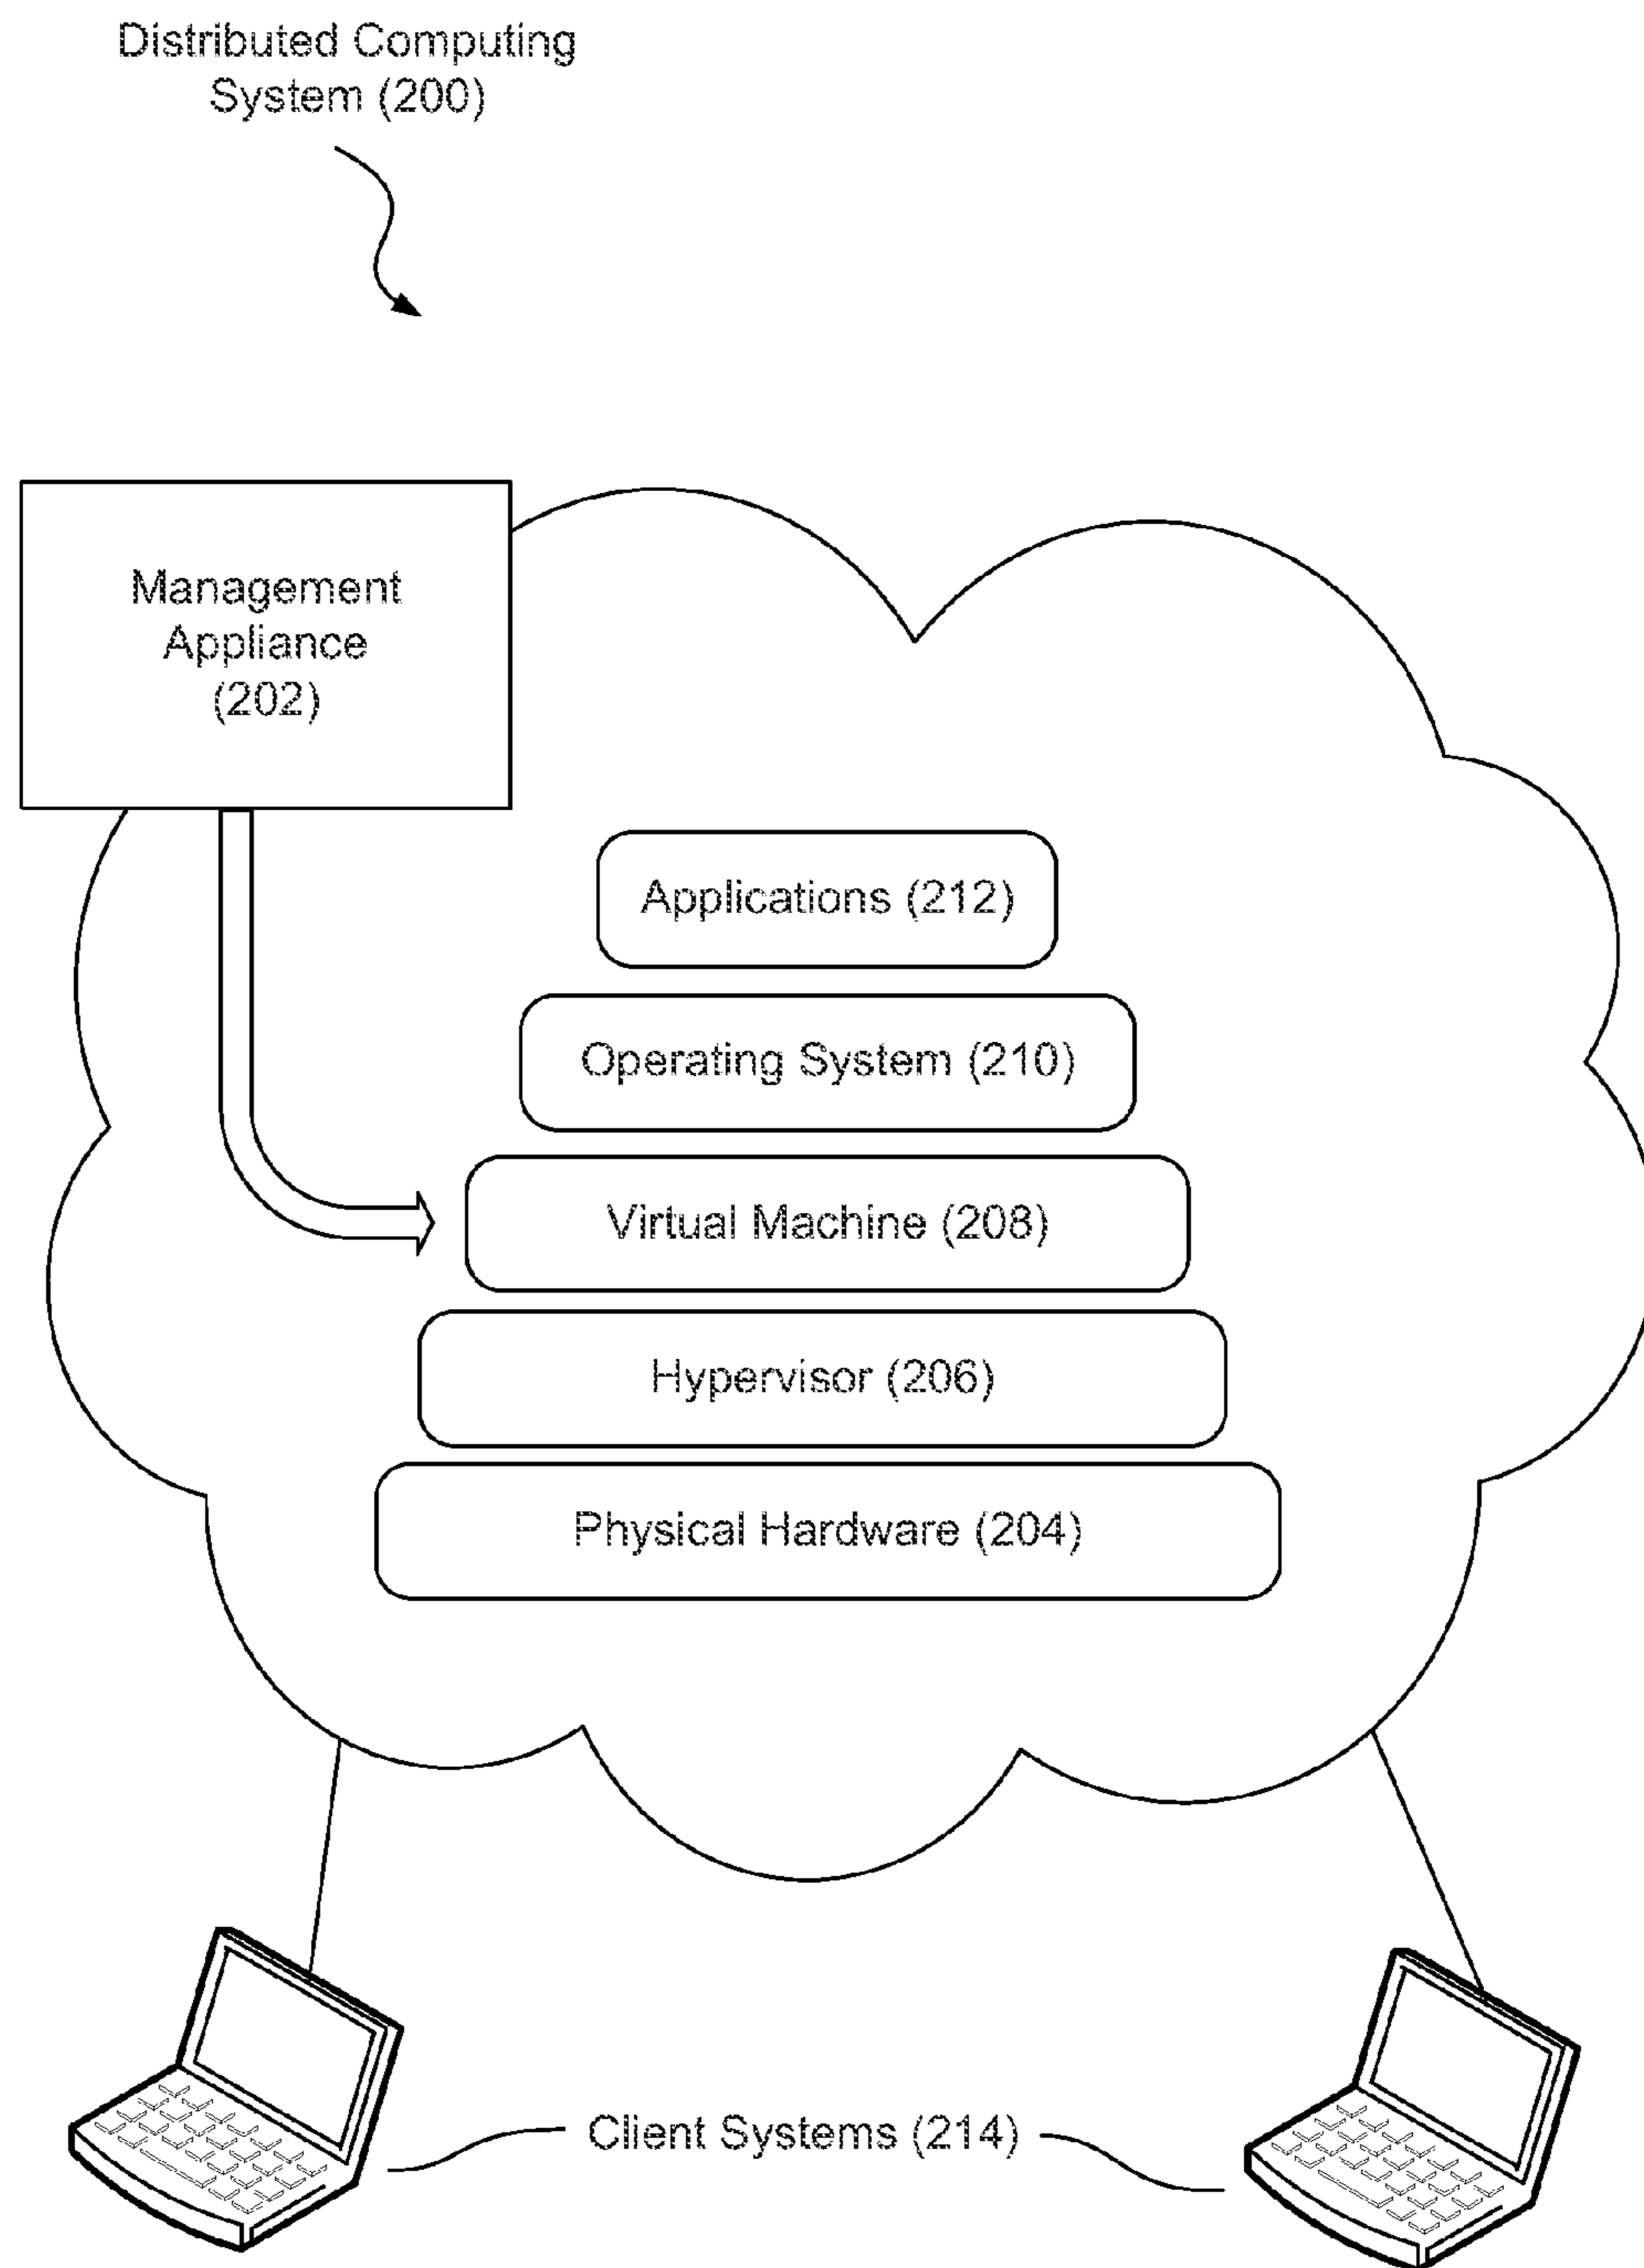 Distributed Computing
System (200)
Management
Appliance
(202)
Applications (212)
Operating System (210)
Virtual Machine (208)
Hypervisor (206)
Physical Hardware (204)
Client Systems (214)